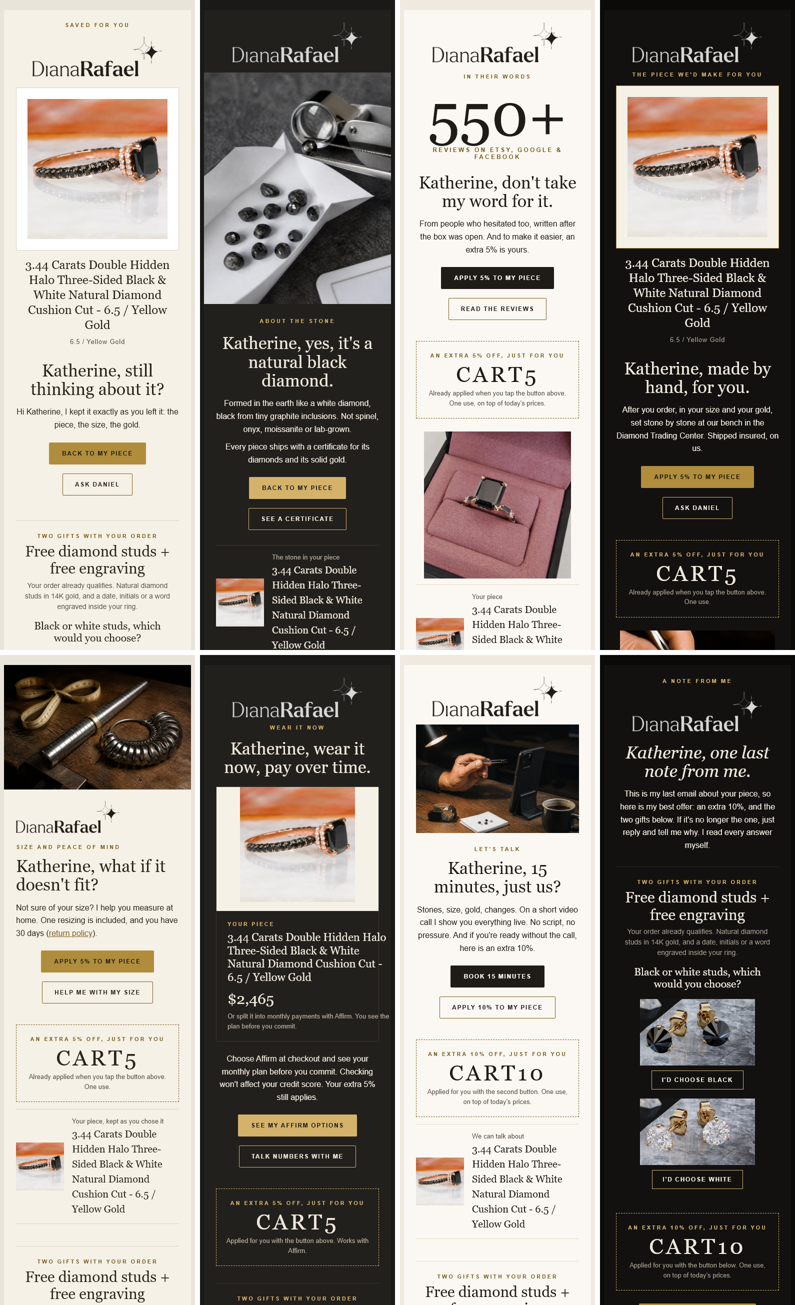 SAVED FOR YOU
DIANARafael
3.44 Carats Double Hidden
Halo Three-Sided Black &
White Natural Diamond
Cushion Cut - 6.5 / Yellow
Gold
6.5 / Yellow Gold
Katherine, still
thinking about it?
Hi Katherine, I kept it exactly as you left it: the
piece, the size, the gold.
BACK TO MY PIECE
ASK DANIEL
TWO GIFTS WITH YOUR ORDER
Free diamond studs +
free engraving
Your order already qualifies. Natural diamond
studs in 14K gold, and a date, initials or a word
engraved inside your ring.
Black or white studs, which
would you choose?
DIANARafael
ABOUT THE STONE
Katherine, yes, it's a
natural black
diamond.
Formed in the earth like a white diamond,
black from tiny graphite inclusions. Not spinel,
onyx, moissanite or lab-grown.
Every piece ships with a certificate for its
diamonds and its solid gold.
BACK TO MY PIECE
SEE A CERTIFICATE
The stone in your piece
3.44 Carats Double
Hidden Halo Three-
Sided Black & White
Natural Diamond
Cushion Cut - 6.5 /
Yellow Gold
DIANARafael
IN THEIR WORDS
550+
REVIEWS ON ETSY, GOOGLE &
FACEBOOK
Katherine, don't take
my word for it.
From people who hesitated too, written after
the box was open. And to make it easier, an
extra 5% is yours.
APPLY 5% TO MY PIECE
READ THE REVIEWS
AN EXTRA 5% OFF, JUST FOR YOU
CART5
Already applied when you tap the button above.
One use, on top of today's prices.
Your piece
3.44 Carats Double
Hidden Halo Three-
Sided Black & White
DIANARafael
THE PIECE WE'D MAKE FOR YOU
3.44 Carats Double Hidden
Halo Three-Sided Black &
White Natural Diamond
Cushion Cut - 6.5 / Yellow
Gold
6.5 / Yellow Gold
Katherine, made by
hand, for you.
After you order, in your size and your gold,
set stone by stone at our bench in the
Diamond Trading Center. Shipped insured, on
us.
APPLY 5% TO MY PIECE
ASK DANIEL
AN EXTRA 5% OFF, JUST FOR YOU
CART5
Already applied when you tap the button above.
One use.
DIANARafael
SIZE AND PEACE OF MIND
Katherine, what if it
doesn't fit?
Not sure of your size? I help you measure at
home. One resizing is included, and you have
30 days (return policy).
APPLY 5% TO MY PIECE
HELP ME WITH MY SIZE
AN EXTRA 5% OFF, JUST FOR YOU
CART5
Already applied when you tap the button above.
One use.
Your piece, kept as you chose it
3.44 Carats Double
Hidden Halo Three-
Sided Black & White
Natural Diamond
Cushion Cut - 6.5 /
Yellow Gold
TWO GIFTS WITH YOUR ORDER
Free diamond studs +
free engraving
DIANARafael
WEAR IT NOW
Katherine, wear it
now, pay over time.
YOUR PIECE
3.44 Carats Double Hidden Halo
Three-Sided Black & White
Natural Diamond Cushion Cut -
6.5 / Yellow Gold
$2,465
Or split it into monthly payments with Affirm. You see the
plan before you commit.
Choose Affirm at checkout and see your
monthly plan before you commit. Checking
won't affect your credit score. Your extra 5%
still applies.
SEE MY AFFIRM OPTIONS
TALK NUMBERS WITH ME
AN EXTRA 5% OFF, JUST FOR YOU
CART5
Applied for you with the button above. Works with
Affirm.
TWO GIFTS WITH YOUR ORDER
DIANARafael
LET'S TALK
Katherine, 15
minutes, just us?
Stones, size, gold, changes. On a short video
call I show you everything live. No script, no
pressure. And if you're ready without the call,
here is an extra 10%.
BOOK 15 MINUTES
APPLY 10% TO MY PIECE
AN EXTRA 10% OFF, JUST FOR YOU
CART10
Applied for you with the second button. One use,
on top of today's prices.
We can talk about
3.44 Carats Double
Hidden Halo Three-
Sided Black & White
Natural Diamond
Cushion Cut - 6.5 /
Yellow Gold
TWO GIFTS WITH YOUR ORDER
Free diamond studs +
A NOTE FROM ME
DIANARafael
Katherine, one last
note from me.
This is my last email about your piece, so
here is my best offer: an extra 10%, and the
two gifts below. If it's no longer the one, just
reply and tell me why. I read every answer
myself.
TWO GIFTS WITH YOUR ORDER
Free diamond studs +
free engraving
Your order already qualifies. Natural diamond
studs in 14K gold, and a date, initials or a word
engraved inside your ring.
Black or white studs, which
would you choose?
I'D CHOOSE BLACK
I'D CHOOSE WHITE
AN EXTRA 10% OFF, JUST FOR YOU
CART10
Applied for you with the button below. One use,
on top of today's prices.